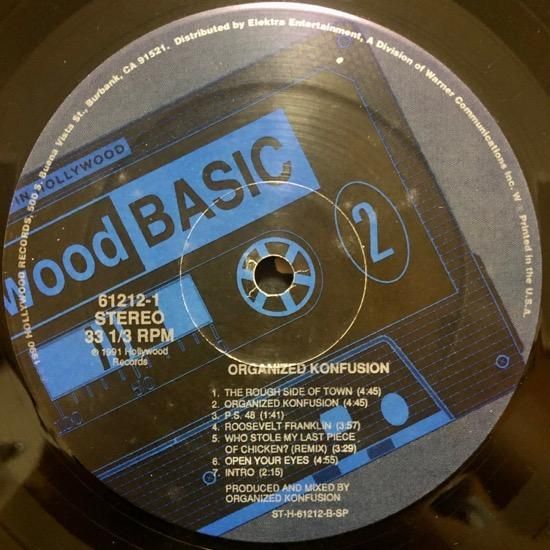 1990 HOLLYWOOD RECORDS, 500 S. Buena Vista St., Burbank, CA 91521. Distributed by Elektra Entertainment, A Division of Warner Communications Inc. W Printed in the U.S.A.
IN HOLLYWOOD
wood BASIC
2
61212-1
STEREO
33 1/3 RPM
℗ 1991 Hollywood
Records
50
100
ORGANIZED KONFUSION
1. THE ROUGH SIDE OF TOWN (4:45)
2. ORGANIZED KONFUSION (4:45)
3. P.S. 48 (1:41)
4. ROOSEVELT FRANKLIN (3:57)
5. WHO STOLE MY LAST PIECE
OF CHICKEN? (REMIX) (3:29)
6. OPEN YOUR EYES (4:55)
7. INTRO (2:15)
PRODUCED AND MIXED BY
ORGANIZED KONFUSION
ST-H-61212-B-SP